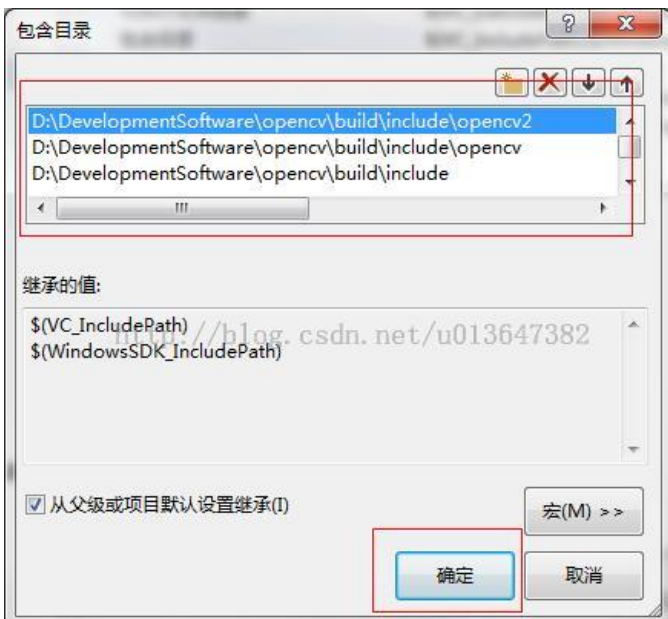 包含目录
D:\DevelopmentSoftware\opencv\build\include\opencv2
D:\DevelopmentSoftware\opencv\build\include\opencv
D:\DevelopmentSoftware\opencv\build\include
继承的值:
$(VC_IncludePath)
$(WindowsSDK_IncludePath)
http://blog.csdn.net/u013647382
从父级或项目默认设置继承(I)
宏(M) >>
确定
取消